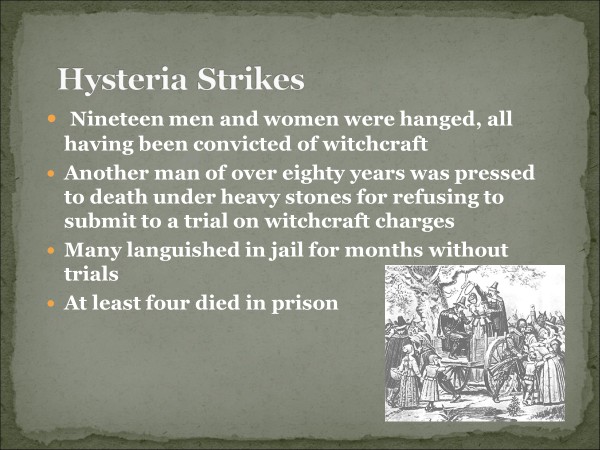 Hysteria Strikes
Nineteen men and women were hanged, all
having been convicted of witchcraft
Another man of over eighty years was pressed
to death under heavy stones for refusing to
submit to a trial on witchcraft charges
Many languished in jail for months without
trials
At least four died in prison